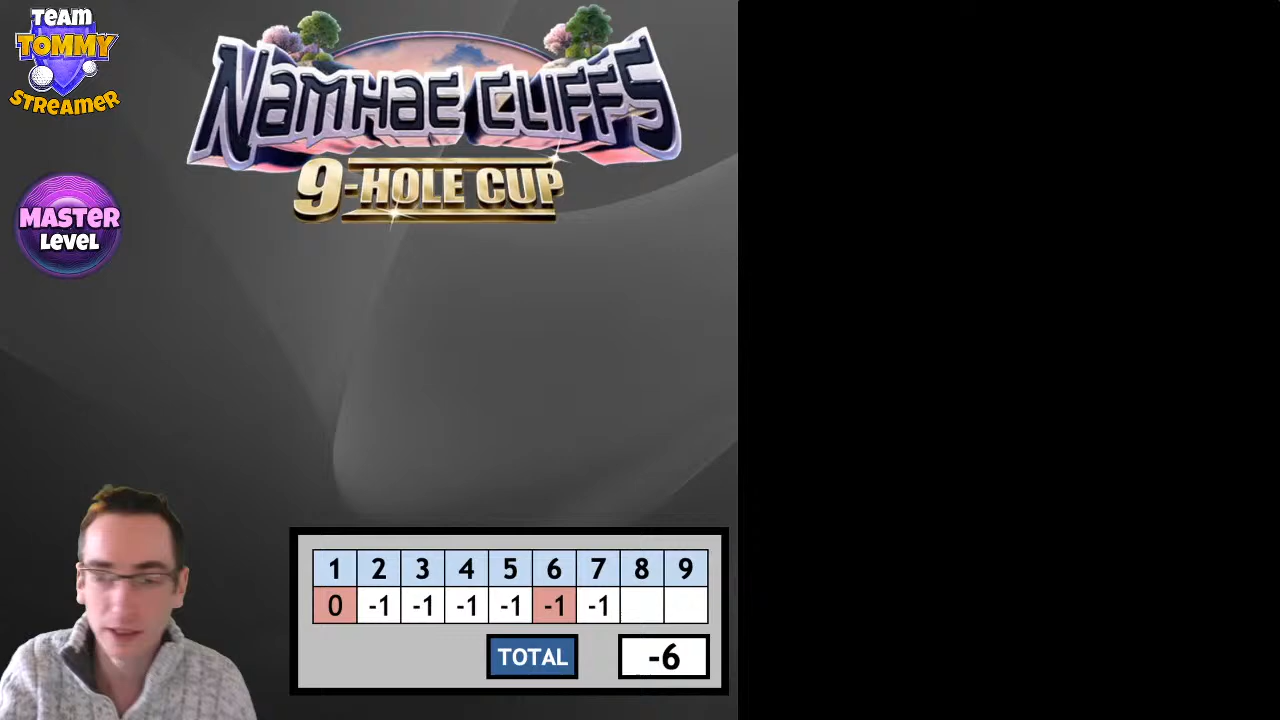 TEAM
TOMMY
STREAMER
NAMHAE CLIFFS
9-HOLE CUP
MASTER
LEVEL
1 2 3 4 5 6 7 8 9
0 -1 -1 -1 -1 -1 -1
TOTAL -6